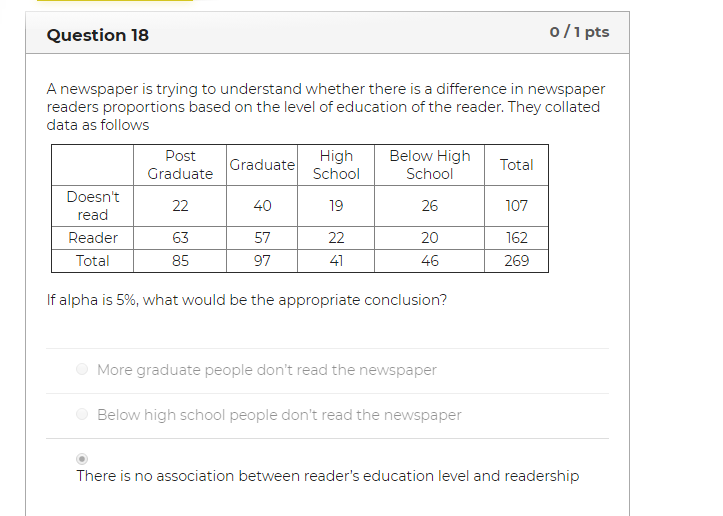 Question 18
0 / 1 pts
A newspaper is trying to understand whether there is a difference in newspaper
readers proportions based on the level of education of the reader. They collated
data as follows
Post Graduate Graduate High School Below High School Total
Doesn't read 22 40 19 26 107
Reader 63 57 22 20 162
Total 85 97 41 46 269
If alpha is 5%, what would be the appropriate conclusion?
More graduate people don't read the newspaper
Below high school people don't read the newspaper
There is no association between reader's education level and readership